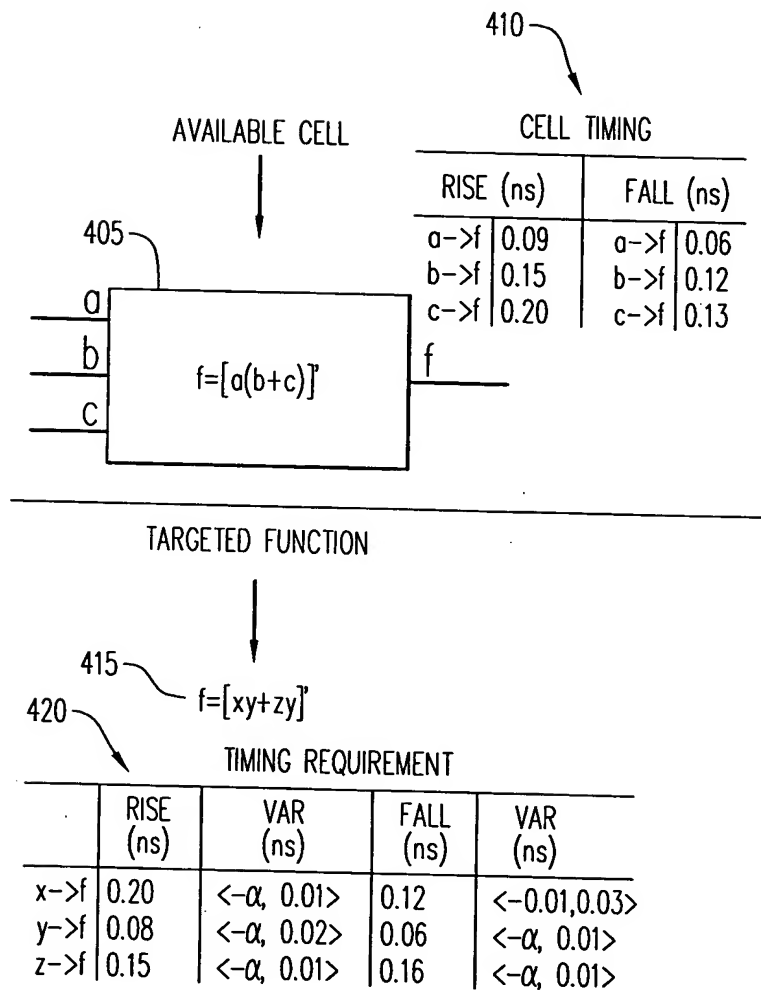 410
AVAILABLE CELL
CELL TIMING
RISE (ns) FALL (ns)
405
a->f 0.09 a->f 0.06
b->f 0.15 b->f 0.12
c->f 0.20 c->f 0.13
a
b
c
f=[a(b+c)]'
f
TARGETED FUNCTION
415
f=[xy+zy]'
420
TIMING REQUIREMENT
RISE (ns) VAR (ns) FALL (ns) VAR (ns)
x->f 0.20 <-α, 0.01> 0.12 <-0.01,0.03>
y->f 0.08 <-α, 0.02> 0.06 <-α, 0.01>
z->f 0.15 <-α, 0.01> 0.16 <-α, 0.01>